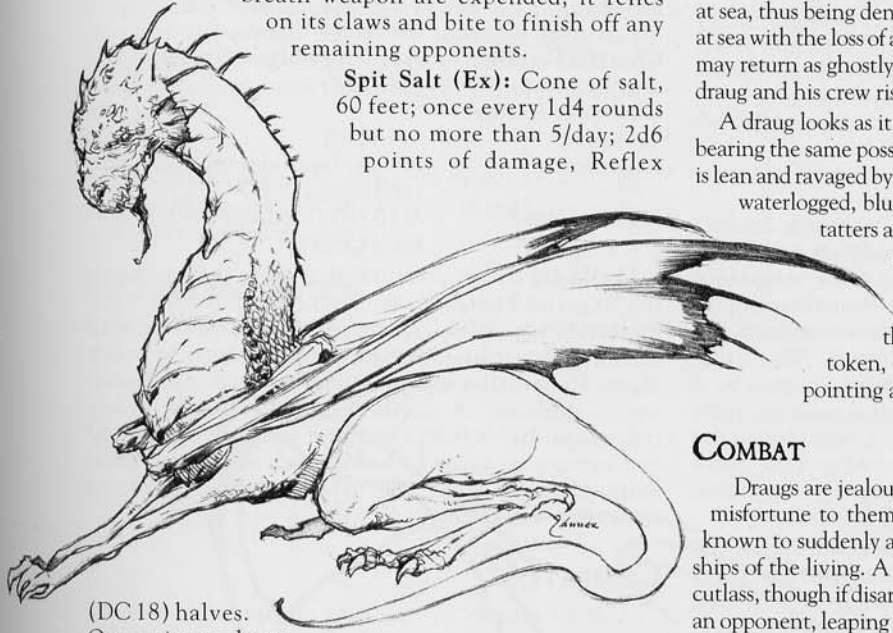 breath weapon are expended, it relies
on its claws and bite to finish off any
remaining opponents.
Spit Salt (Ex): Cone of salt,
60 feet; once every 1d4 rounds
but no more than 5/day; 2d6
points of damage, Reflex
(DC 18) halves.
at sea, thus being den
at sea with the loss of a
may return as ghostly
draug and his crew ris
A draug looks as it
bearing the same poss
is lean and ravaged by
waterlogged, blu
tatters a
th
token,
pointing a
COMBAT
Draugs are jealou
misfortune to them
known to suddenly a
ships of the living. A
cutlass, though if disar
an opponent, leaping